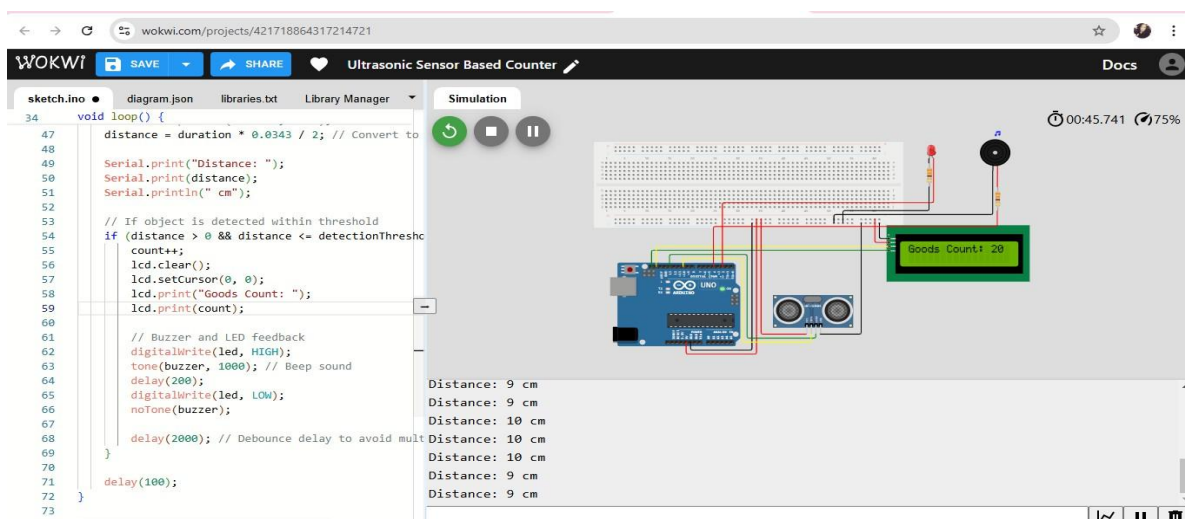 wokwi.com/projects/421718864317214721
WOKWI SAVE SHARE Ultrasonic Sensor Based Counter Docs
sketch.ino ● diagram.json libraries.txt Library Manager Simulation
00:45.741 75%
34 void loop() {
47 distance = duration * 0.0343 / 2; // Convert to
48
49 Serial.print("Distance: ");
50 Serial.print(distance);
51 Serial.println(" cm");
52
53 // If object is detected within threshold
54 if (distance > 0 && distance <= detectionThresho
55 count++;
56 lcd.clear();
57 lcd.setCursor(0, 0);
58 lcd.print("Goods Count: ");
59 lcd.print(count);
60
61 // Buzzer and LED feedback
62 digitalWrite(led, HIGH);
63 tone(buzzer, 1000); // Beep sound
64 delay(200);
65 digitalWrite(led, LOW);
66 noTone(buzzer);
67
68 delay(2000); // Debounce delay to avoid mult
69 }
70
71 delay(100);
72 }
73
Goods Count: 20
UNO
Distance: 9 cm
Distance: 9 cm
Distance: 10 cm
Distance: 10 cm
Distance: 10 cm
Distance: 9 cm
Distance: 9 cm